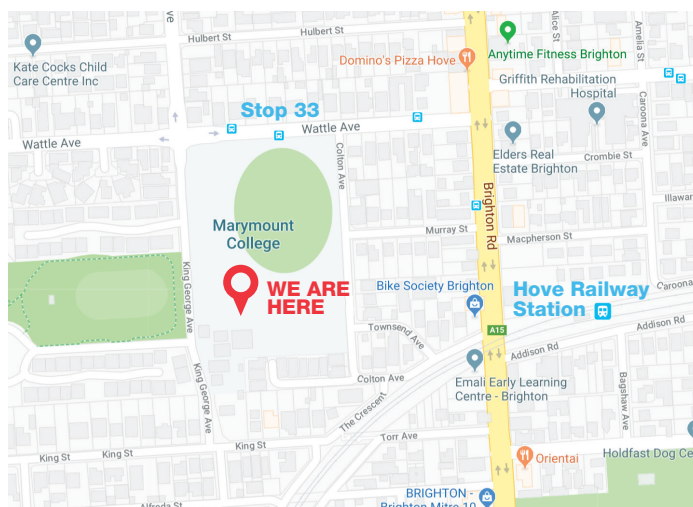 Hulbert St
Hulbert St
Ave
Alice St
Amelia St
Domino's Pizza Hove
Anytime Fitness Brighton
Kate Cocks Child
Care Centre Inc
Griffith Rehabilitation
Hospital
Stop 33
Wattle Ave
Wattle Ave
Colton Ave
Caroona Ave
Elders Real
Estate Brighton
Crombie St
Brighton Rd
Illawar
Marymount
College
Murray St
Macpherson St
King George Ave
WE ARE
HERE
Bike Society Brighton
Hove Railway
Station
Caroona
Townsend Ave
A15
Addison Rd
Addison Rd
King George Ave
Colton Ave
Emali Early Learning
Centre - Brighton
Bagshaw Ave
The Crescent
Torr Ave
King St
King St
King St
Orientai
Holdfast Dog Ce
BRIGHTON -
Brighton Mitre 10
Alfreda St